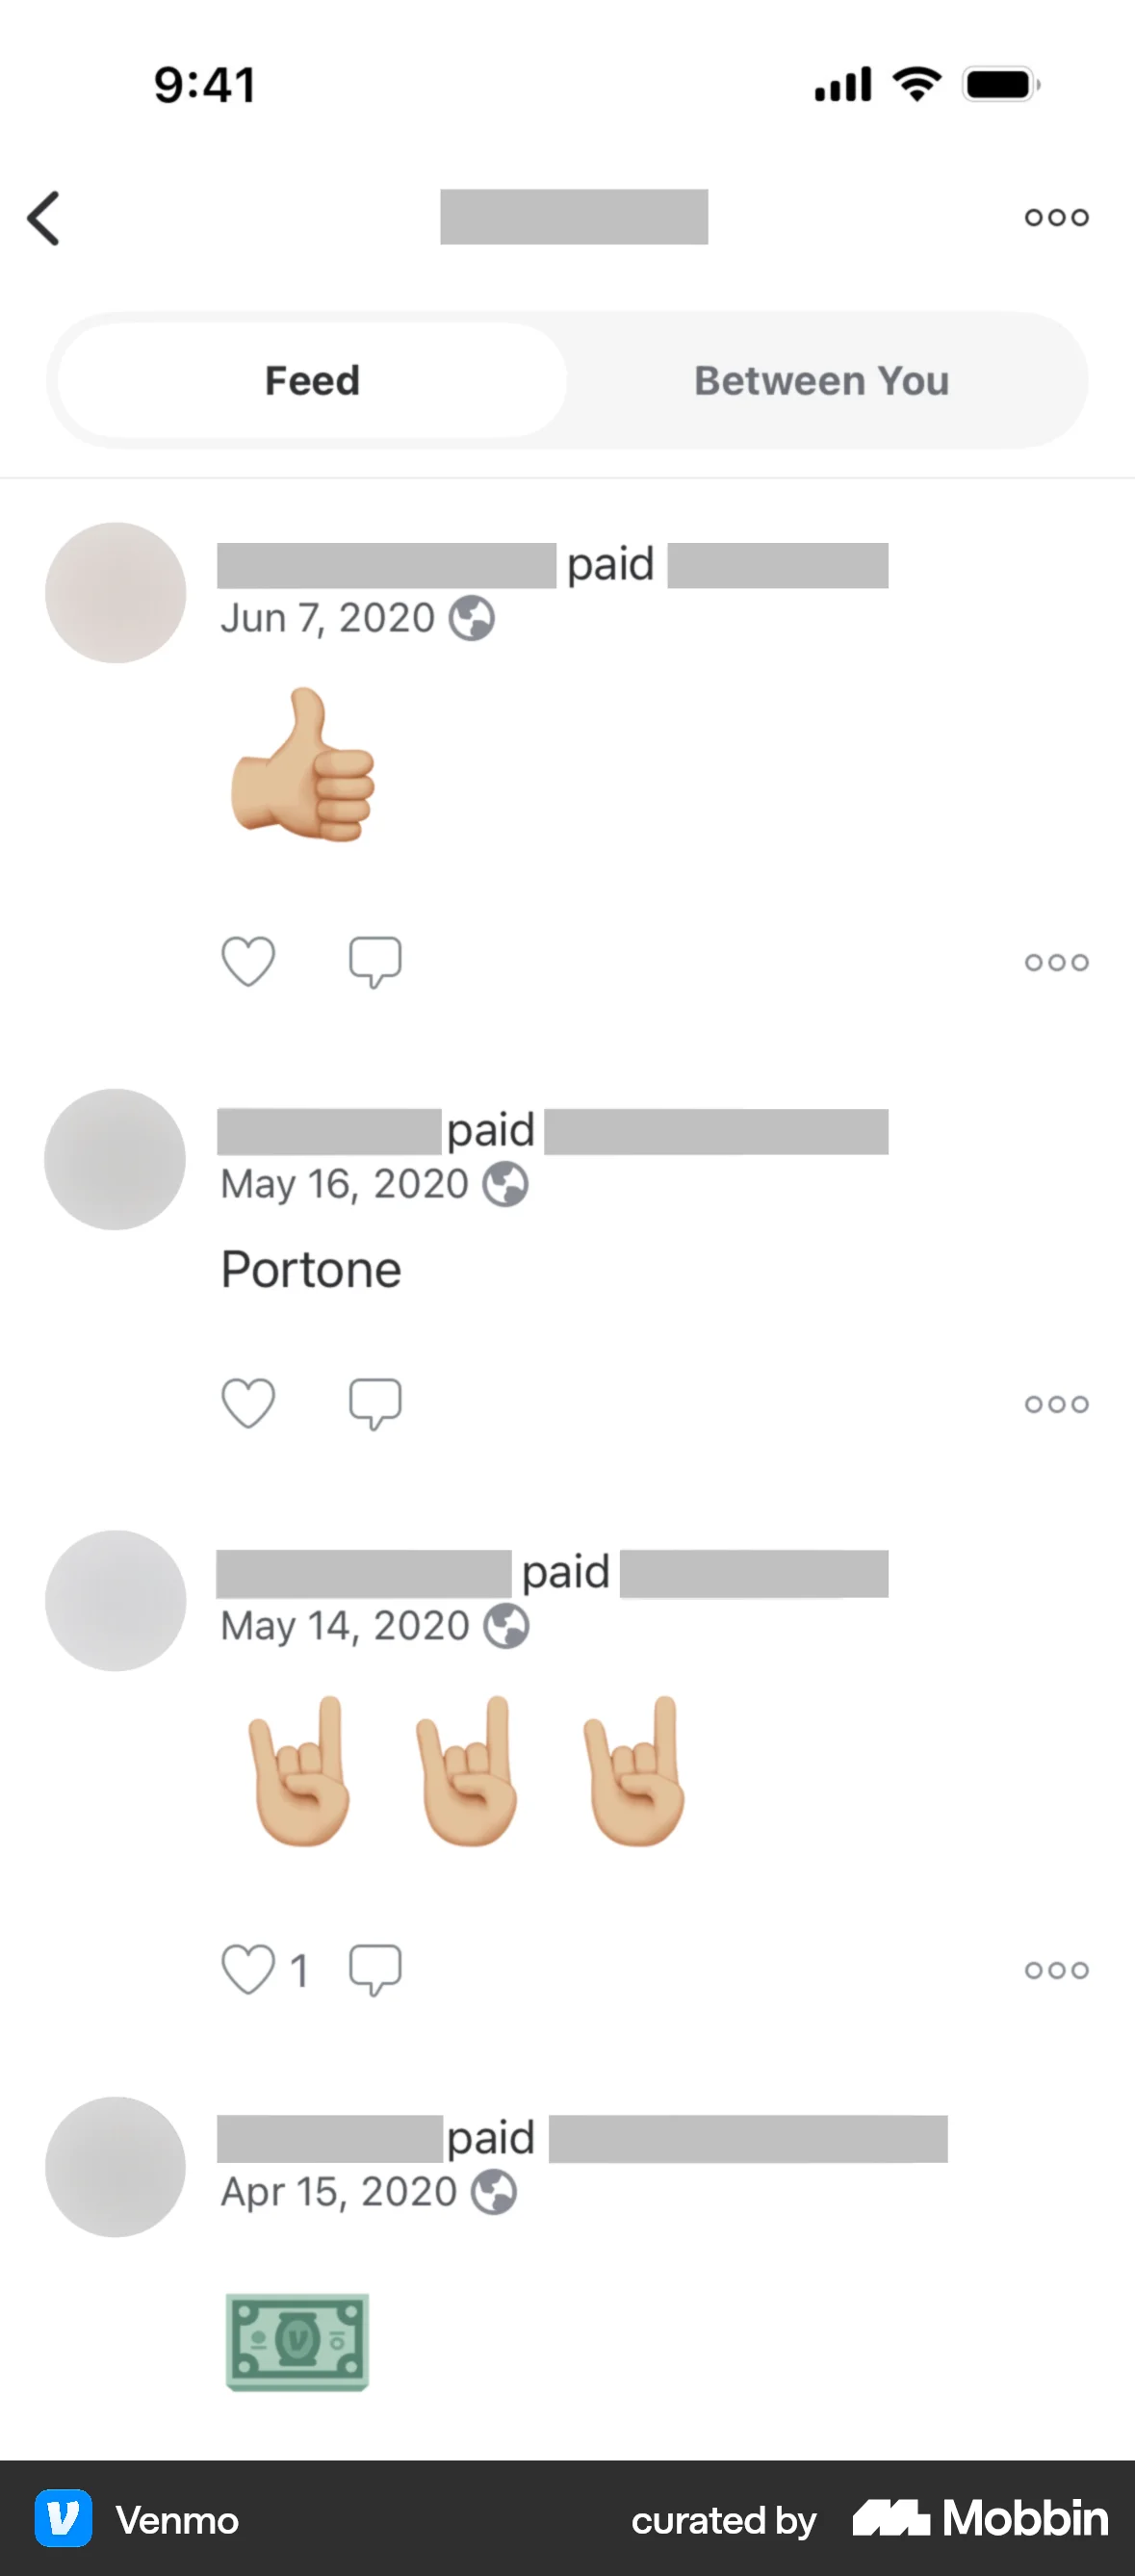 9:41
Feed
Between You
paid
Jun 7, 2020
👍🏼
paid
May 16, 2020
Portone
paid
May 14, 2020
🤘🏼 🤘🏼 🤘🏼
1
paid
Apr 15, 2020
Venmo
curated by Mobbin